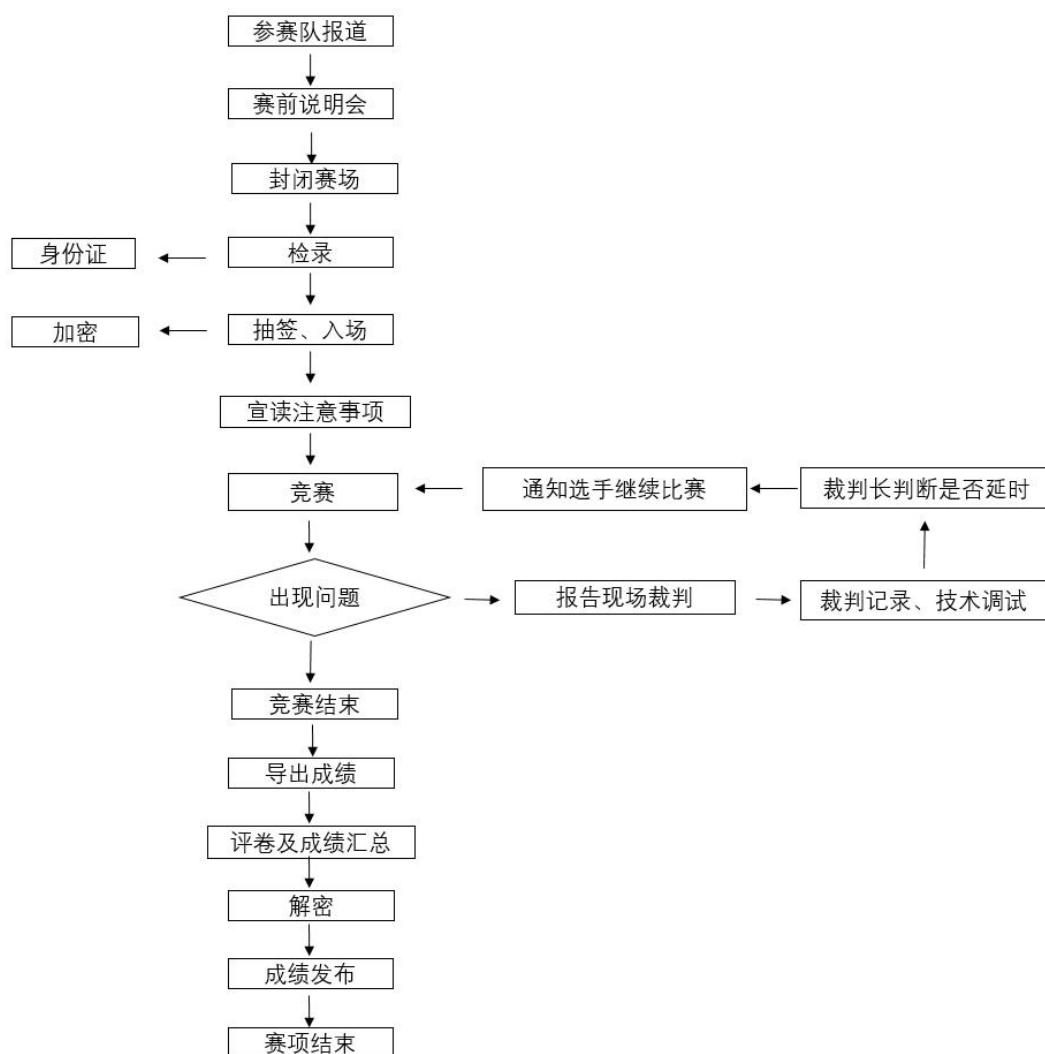 参赛队报道
赛前说明会
封闭赛场
身份证
检录
加密
抽签、入场
宣读注意事项
竞赛
通知选手继续比赛
裁判长判断是否延时
出现问题
报告现场裁判
裁判记录、技术调试
竞赛结束
导出成绩
评卷及成绩汇总
解密
成绩发布
赛项结束